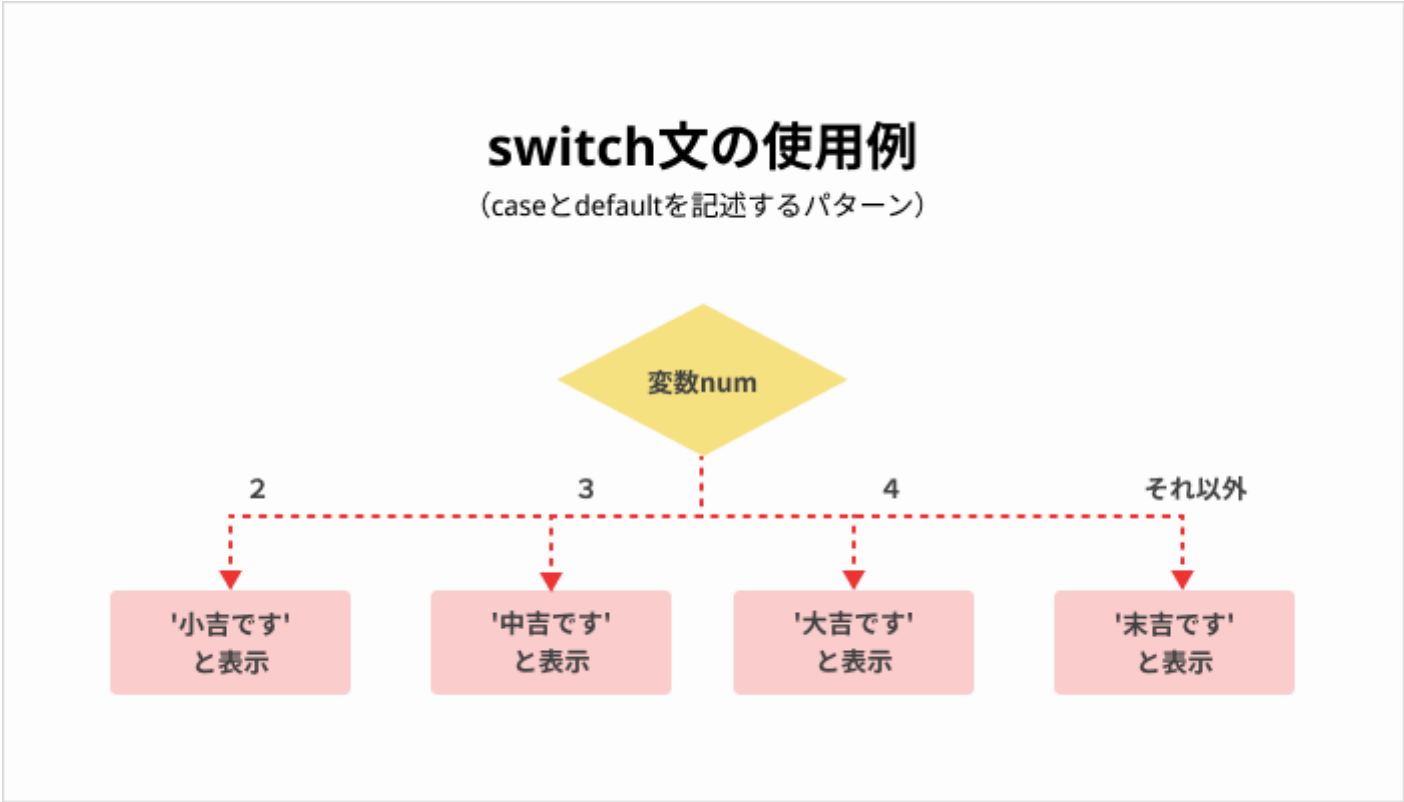 switch文の使用例
（caseとdefaultを記述するパターン）
変数num
2
3
4
それ以外
'小吉です'
と表示
'中吉です'
と表示
'大吉です'
と表示
'末吉です'
と表示